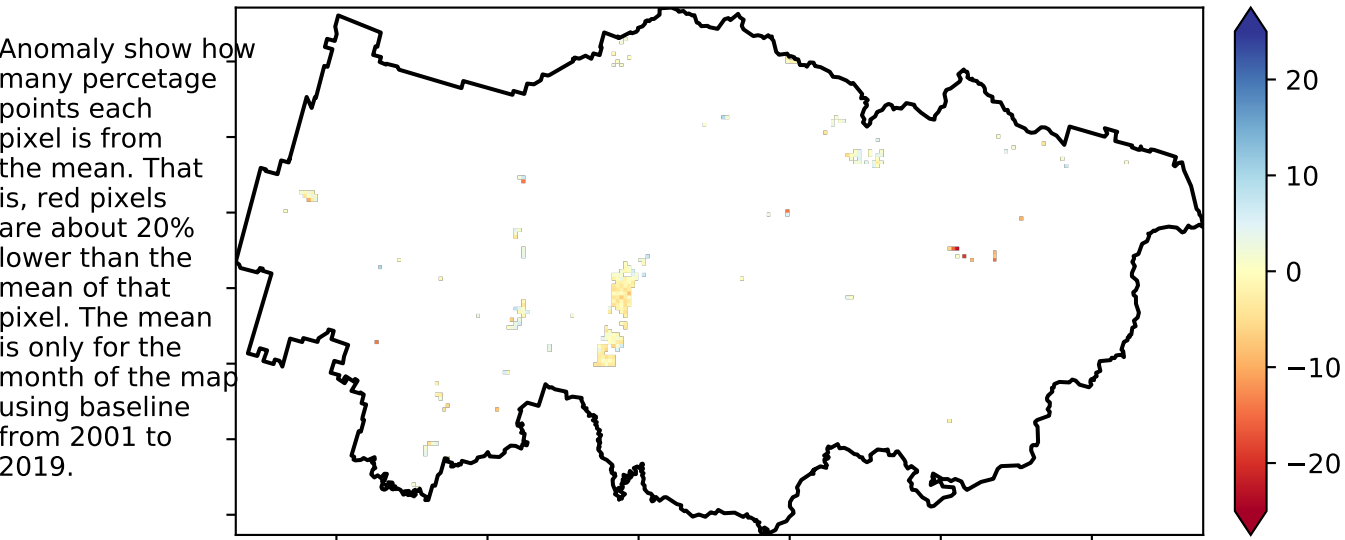 Anomaly show how
many percetage
points each
pixel is from
the mean. That
is, red pixels
are about 20%
lower than the
mean of that
pixel. The mean
is only for the
month of the map
using baseline
from 2001 to
2019.
20
10
0
−10
−20